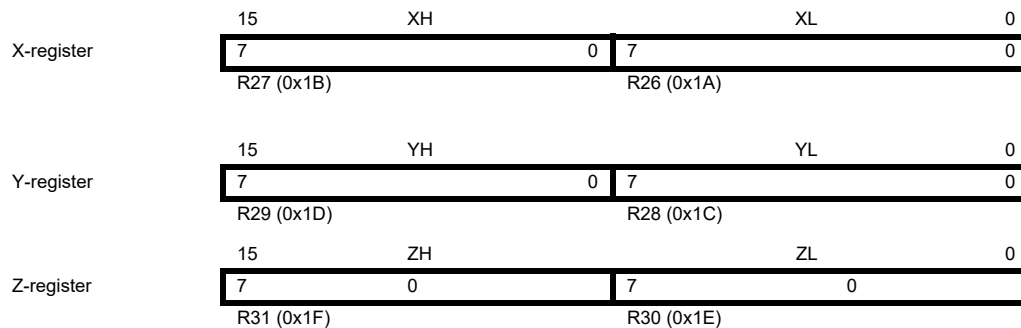 15 XH XL 0
X-register 7 0 7 0
R27 (0x1B) R26 (0x1A)
15 YH YL 0
Y-register 7 0 7 0
R29 (0x1D) R28 (0x1C)
15 ZH ZL 0
Z-register 7 0 7 0
R31 (0x1F) R30 (0x1E)